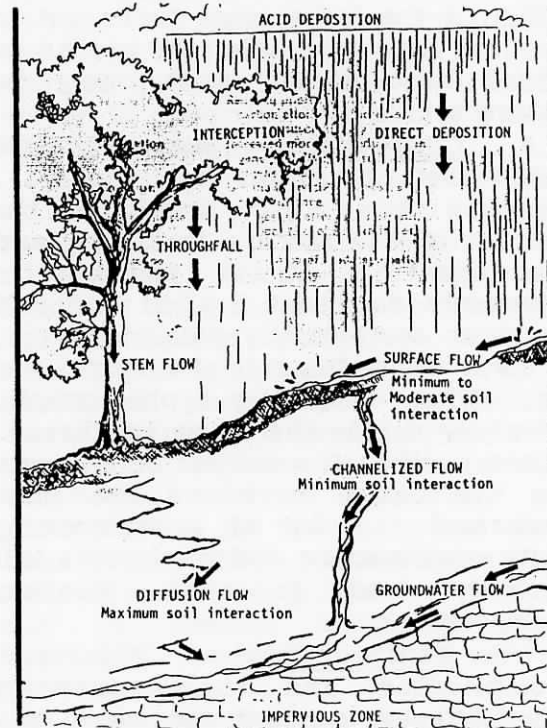 ACID DEPOSITION
INTERCEPTION
DIRECT DEPOSITION
THROUGHFALL
STEM FLOW
SURFACE FLOW
Minimum to
Moderate soil
interaction
CHANNELIZED FLOW
Minimum soil interaction
DIFFUSION FLOW
Maximum soil interaction
GROUNDWATER FLOW
IMPERVIOUS ZONE